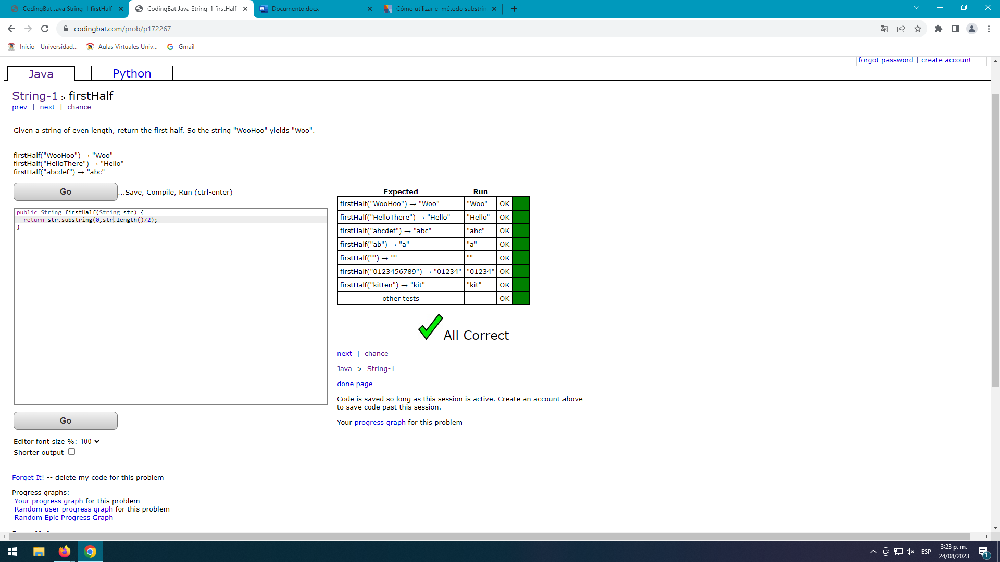 CodingBat Java String-1 firstHalf
CodingBat Java String-1 firstHalf
Documento.docx
Cómo utilizar el método substrin
codingbat.com/prob/p172267
Inicio - Universidad...
Aulas Virtuales Univ...
Gmail
forgot password | create account
Java
Python
String-1 > firstHalf
prev | next | chance
Given a string of even length, return the first half. So the string "WooHoo" yields "Woo".
firstHalf("WooHoo") → "Woo"
firstHalf("HelloThere") → "Hello"
firstHalf("abcdef") → "abc"
Go
...Save, Compile, Run (ctrl-enter)
public String firstHalf(String str) {
return str.substring(0,str.length()/2);
}
Expected Run
firstHalf("WooHoo") → "Woo" "Woo" OK
firstHalf("HelloThere") → "Hello" "Hello" OK
firstHalf("abcdef") → "abc" "abc" OK
firstHalf("ab") → "a" "a" OK
firstHalf("") → "" "" OK
firstHalf("0123456789") → "01234" "01234" OK
firstHalf("kitten") → "kit" "kit" OK
other tests OK
All Correct
next | chance
Java > String-1
done page
Code is saved so long as this session is active. Create an account above
to save code past this session.
Your progress graph for this problem
Go
Editor font size %: 100
Shorter output
Forget It! -- delete my code for this problem
Progress graphs:
Your progress graph for this problem
Random user progress graph for this problem
Random Epic Progress Graph
ESP
3:23 p. m.
24/08/2023
1